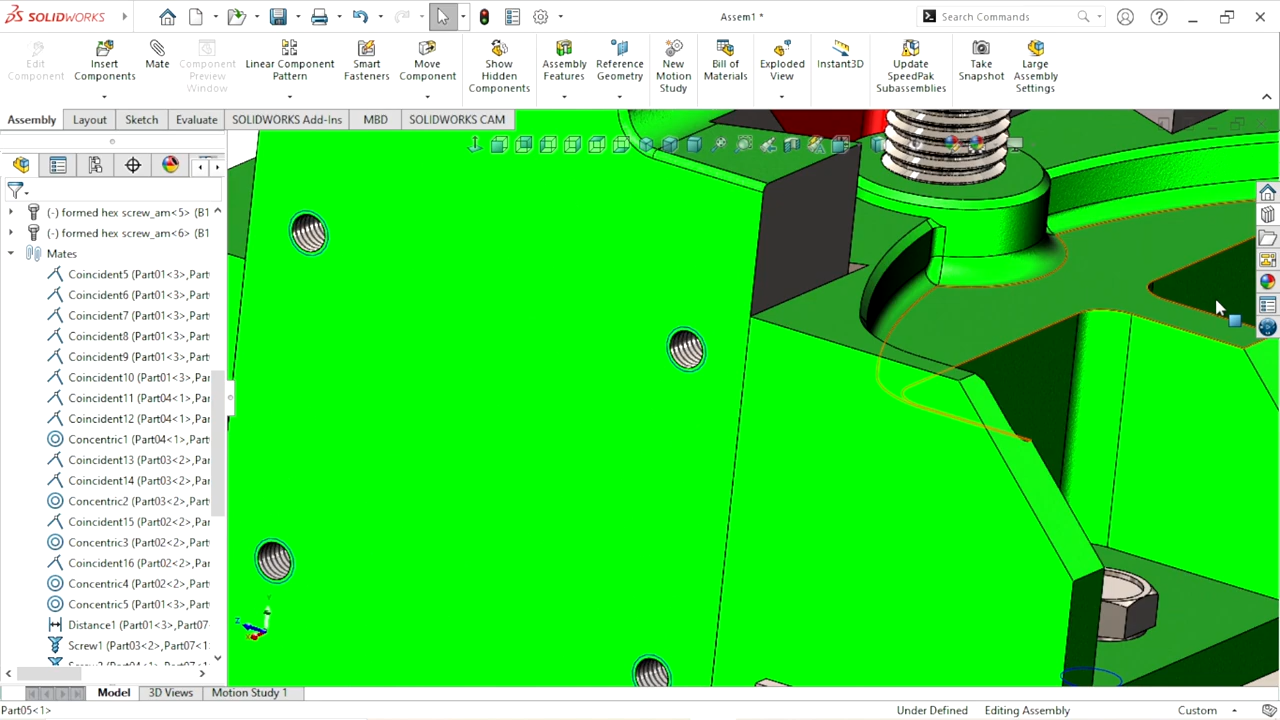 SOLIDWORKS
Assem1 *
Search Commands
Edit Component
Insert Components
Mate
Component Preview Window
Linear Component Pattern
Smart Fasteners
Move Component
Show Hidden Components
Assembly Features
Reference Geometry
New Motion Study
Bill of Materials
Exploded View
Instant3D
Update SpeedPak Subassemblies
Take Snapshot
Large Assembly Settings
Assembly
Layout
Sketch
Evaluate
SOLIDWORKS Add-Ins
MBD
SOLIDWORKS CAM
(-) formed hex screw_am<5> (B1
(-) formed hex screw_am<6> (B1
Mates
Coincident5 (Part01<3>,Part
Coincident6 (Part01<3>,Part
Coincident7 (Part01<3>,Part
Coincident8 (Part01<3>,Part
Coincident9 (Part01<3>,Part
Coincident10 (Part01<3>,Par
Coincident11 (Part04<1>,Par
Coincident12 (Part04<1>,Par
Concentric1 (Part04<1>,Par
Coincident13 (Part03<2>,Par
Coincident14 (Part03<2>,Par
Concentric2 (Part03<2>,Par
Coincident15 (Part02<2>,Par
Concentric3 (Part02<2>,Par
Coincident16 (Part02<2>,Par
Concentric4 (Part02<2>,Par
Concentric5 (Part01<3>,Par
Distance1 (Part01<3>,Part07
Screw1 (Part03<2>,Part07<1
Y
Z
Model
3D Views
Motion Study 1
Part05<1>
Under Defined
Editing Assembly
Custom